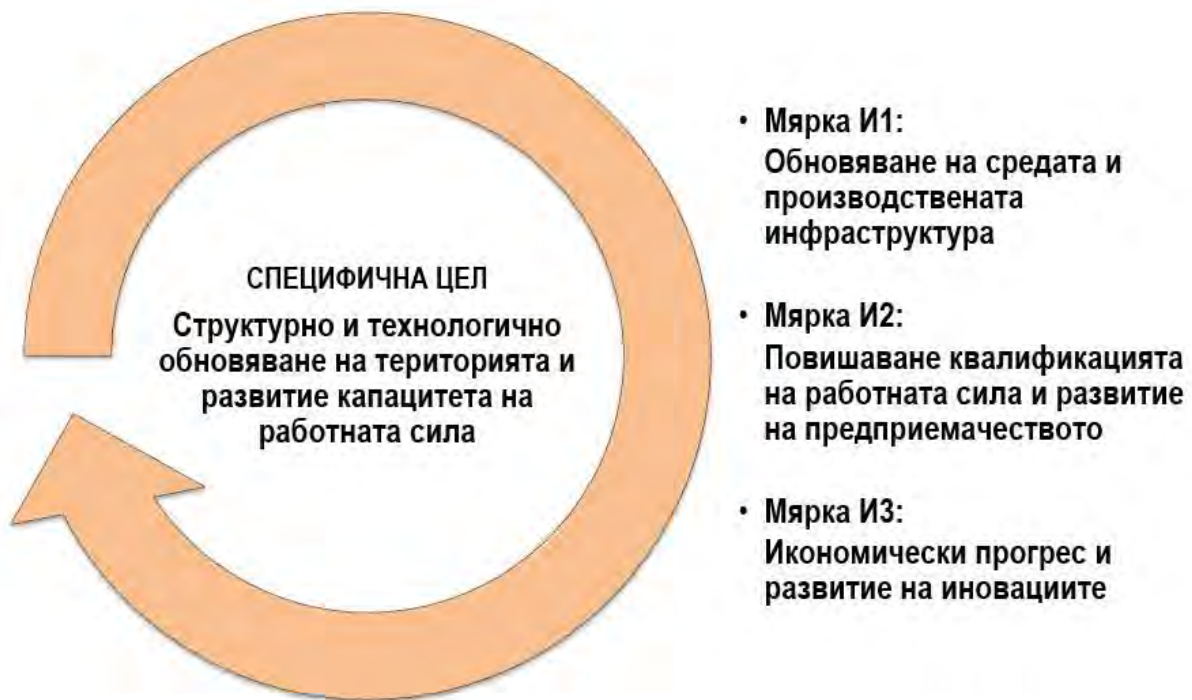 СПЕЦИФИЧНА ЦЕЛ
Структурно и технологично
обновяване на територията и
развитие капацитета на
работната сила
• Мярка И1:
Обновяване на средата и
производствената
инфраструктура
• Мярка И2:
Повишаване квалификацията
на работната сила и развитие
на предприемачеството
• Мярка И3:
Икономически прогрес и
развитие на иновациите